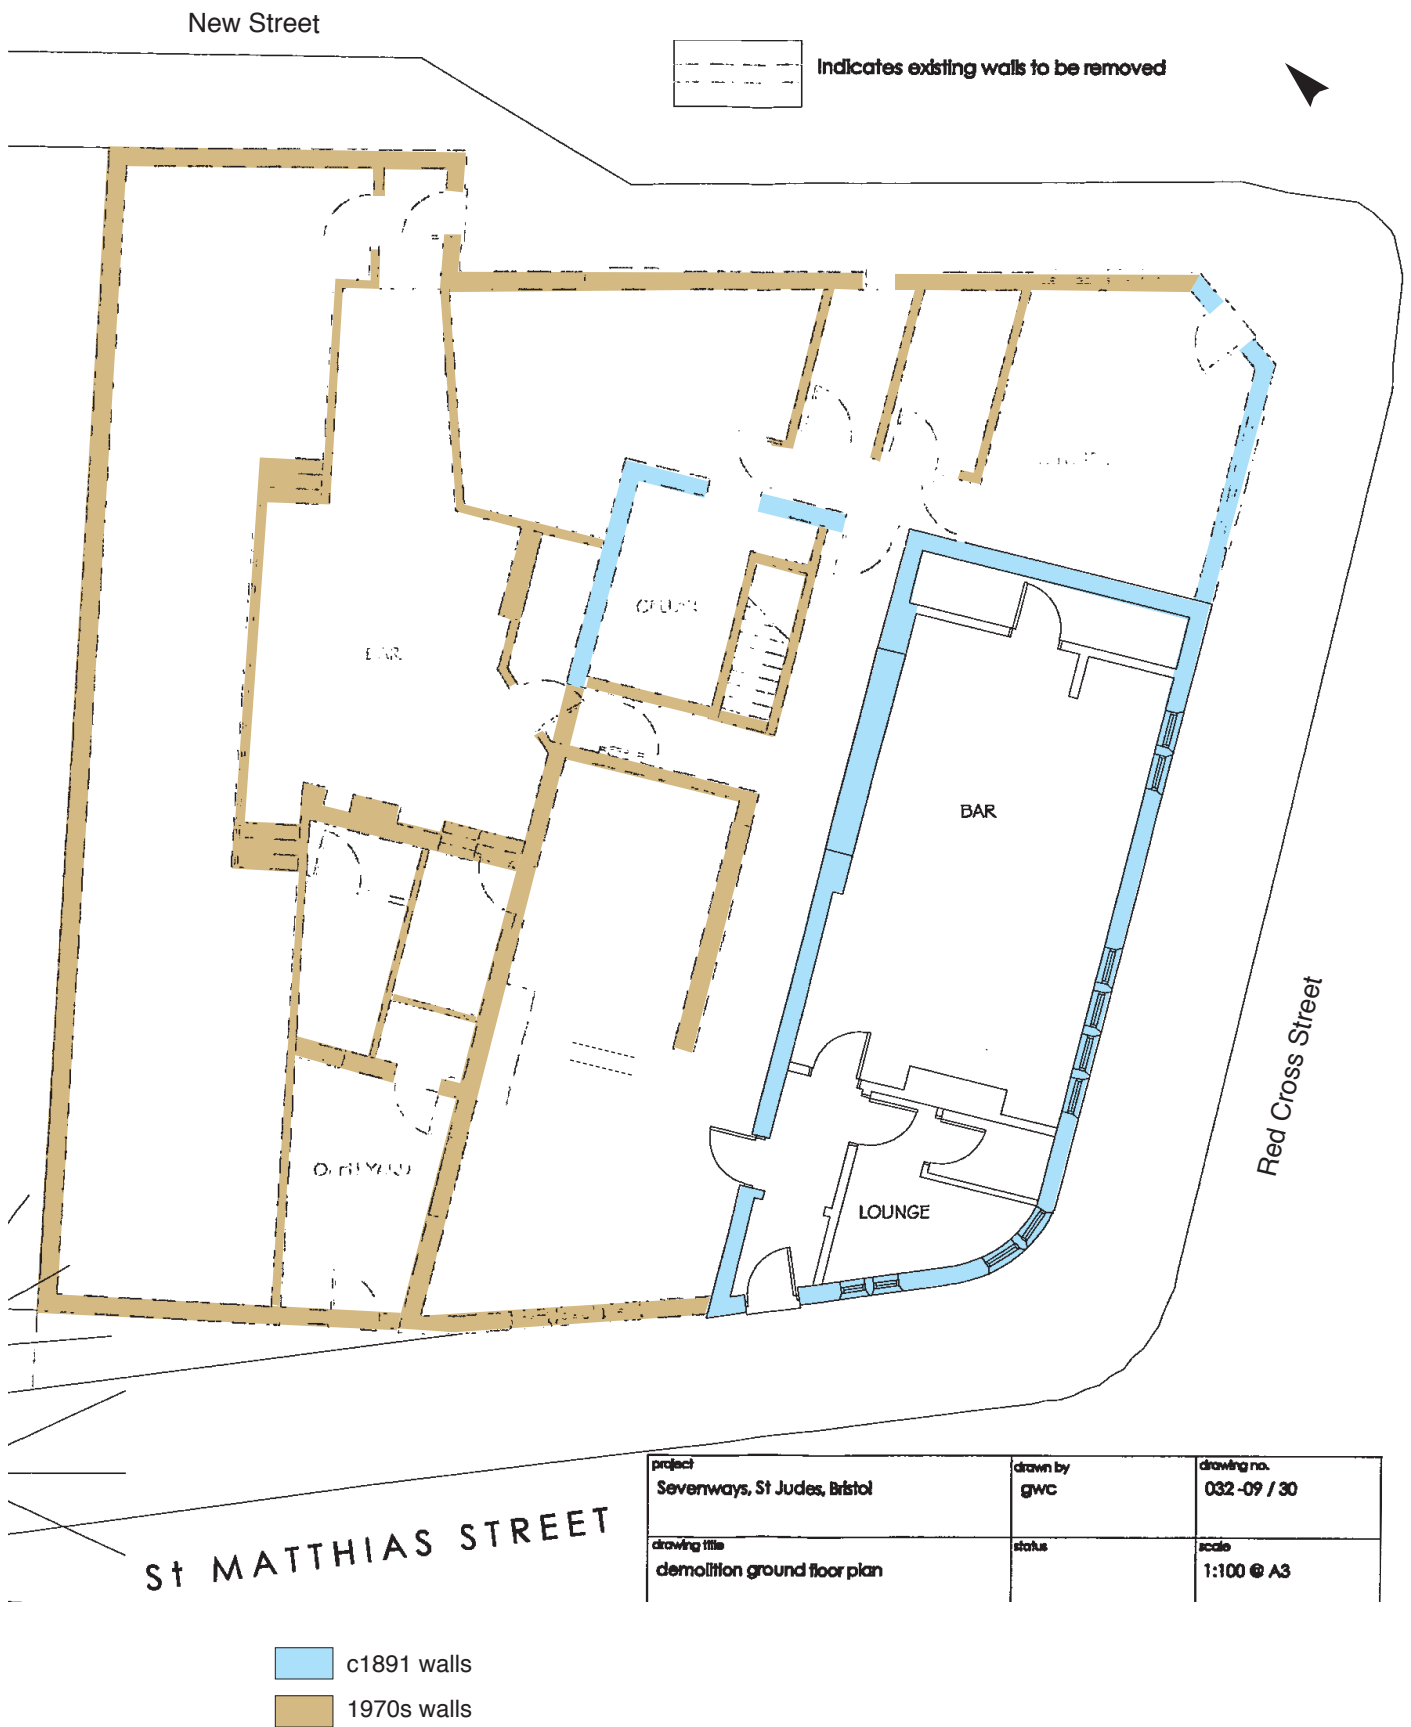 New Street
Indicates existing walls to be removed
BAR
BAR
LOUNGE
Red Cross Street
St MATTHIAS STREET
project
Sevenways, St Judes, Bristol
drawn by
gwc
drawing no.
032 -09 / 30
drawing title
demolition ground floor plan
status
scale
1:100 @ A3
c1891 walls
1970s walls